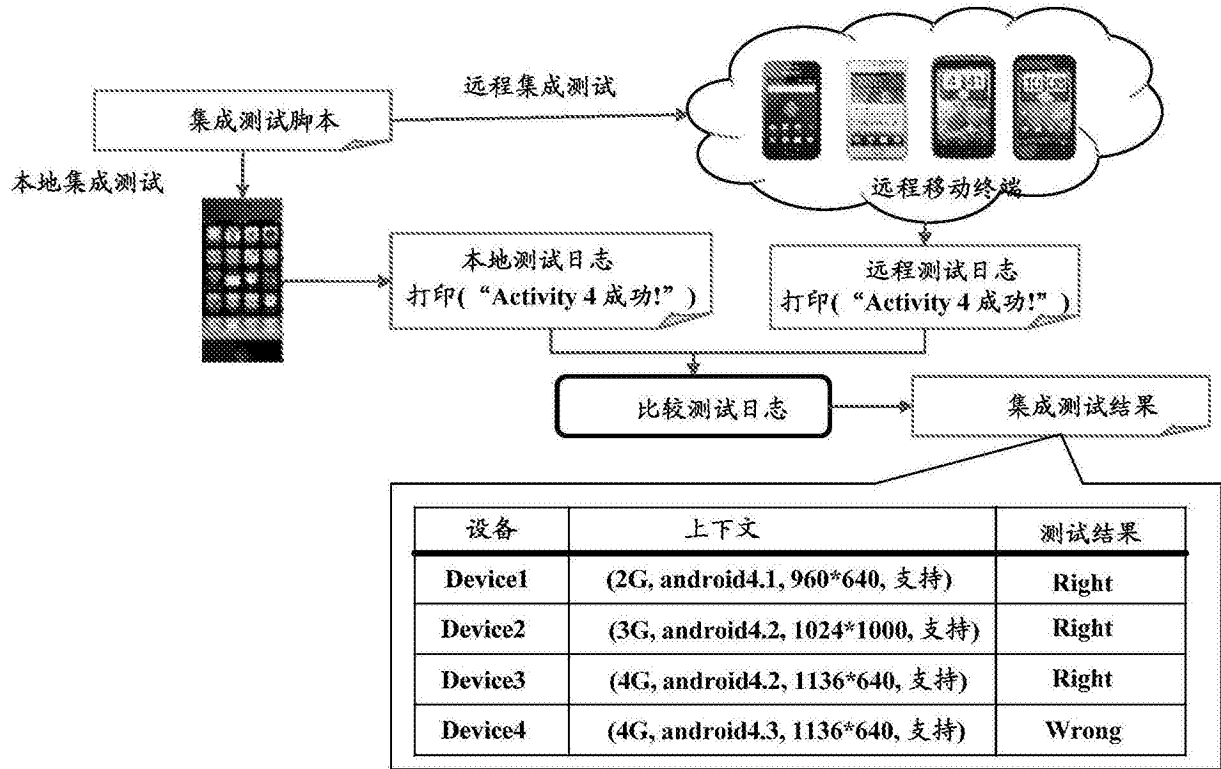 远程集成测试
集成测试脚本
本地集成测试
远程移动终端
本地测试日志
打印(“Activity 4 成功!”)
远程测试日志
打印(“Activity 4 成功!”)
比较测试日志
集成测试结果
设备 上下文 测试结果
Device1 (2G, android4.1, 960*640, 支持) Right
Device2 (3G, android4.2, 1024*1000, 支持) Right
Device3 (4G, android4.2, 1136*640, 支持) Right
Device4 (4G, android4.3, 1136*640, 支持) Wrong